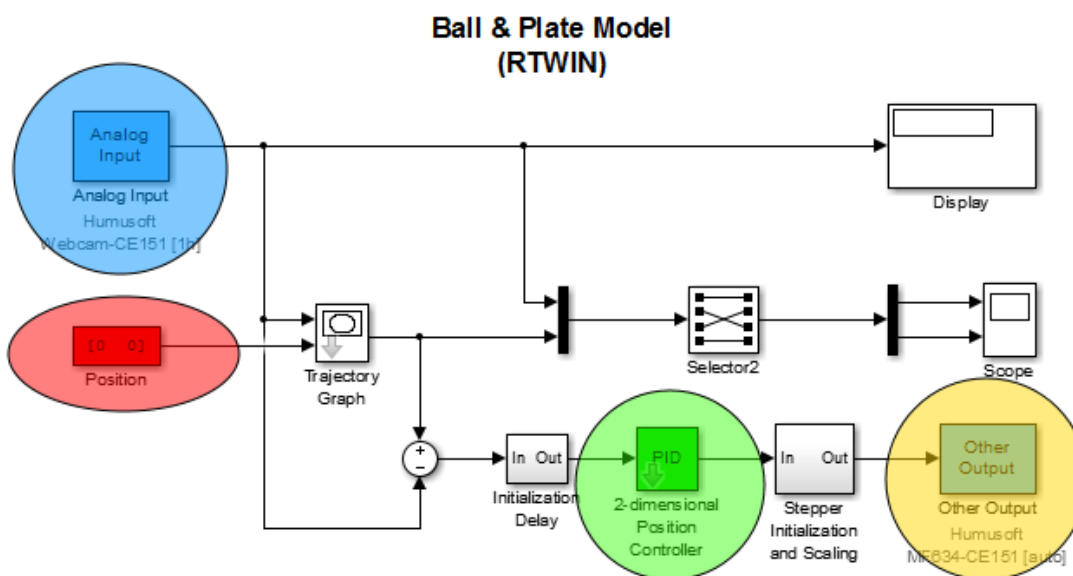 Ball & Plate Model
(RTWIN)
Analog
Input
Analog Input
Humusoft
Webcam-CE151 [1h]
Display
[0 0]
Position
Trajectory
Graph
Selector2
Scope
In Out
Initialization
Delay
PID
2-dimensional
Position
Controller
In Out
Stepper
Initialization
and Scaling
Other
Output
Other Output
Humusoft
MF634-CE151 [auto]